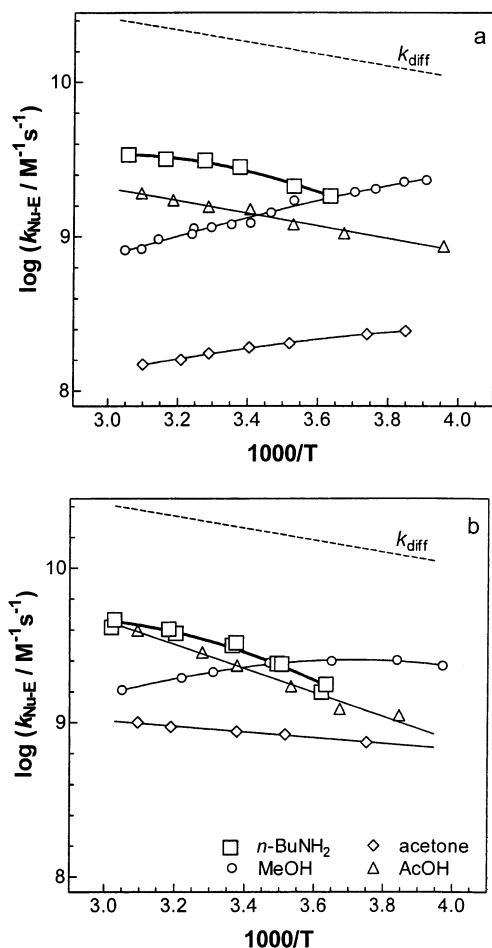 a
k_diff
10
9
8
log (k_Nu-E / M⁻¹s⁻¹)
3.0 3.2 3.4 3.6 3.8 4.0
1000/T
b
k_diff
10
9
8
log (k_Nu-E / M⁻¹s⁻¹)
n-BuNH₂ acetone
MeOH AcOH
3.0 3.2 3.4 3.6 3.8 4.0
1000/T